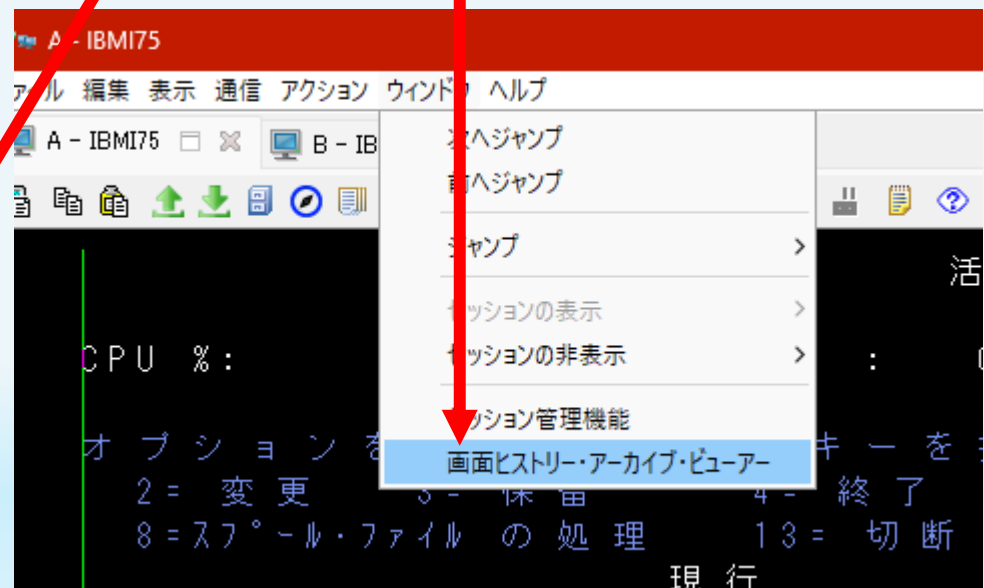 A - IBMI75
ァイル 編集 表示 通信 アクション ウィンドウ ヘルプ
A - IBMI75 B - IB
次へジャンプ
前へジャンプ
ジャンプ >
活
セッションの表示 >
CPU %: セッションの非表示 > :
セッション管理機能
オプションを キーを
画面ヒストリー・アーカイブ・ビューアー
2= 変更 3= 保留 4= 終了
8=スプール・ファイル の処理 13= 切断
現行